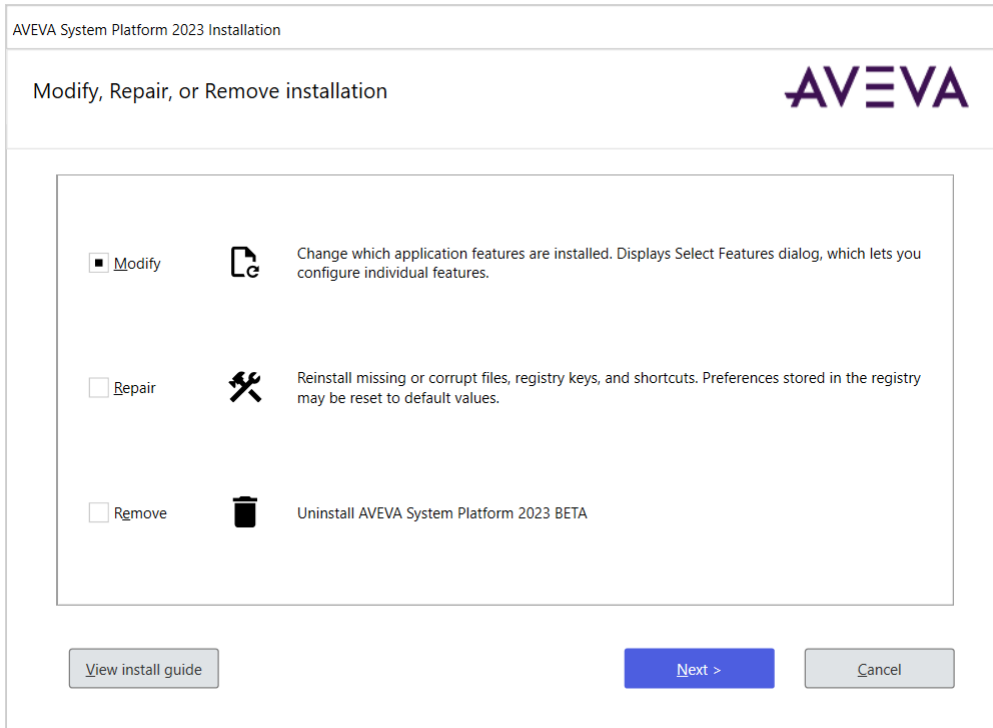 AVEVA System Platform 2023 Installation
Modify, Repair, or Remove installation
AVEVA
Modify
Change which application features are installed. Displays Select Features dialog, which lets you
configure individual features.
Repair
Reinstall missing or corrupt files, registry keys, and shortcuts. Preferences stored in the registry
may be reset to default values.
Remove
Uninstall AVEVA System Platform 2023 BETA
View install guide
Next >
Cancel